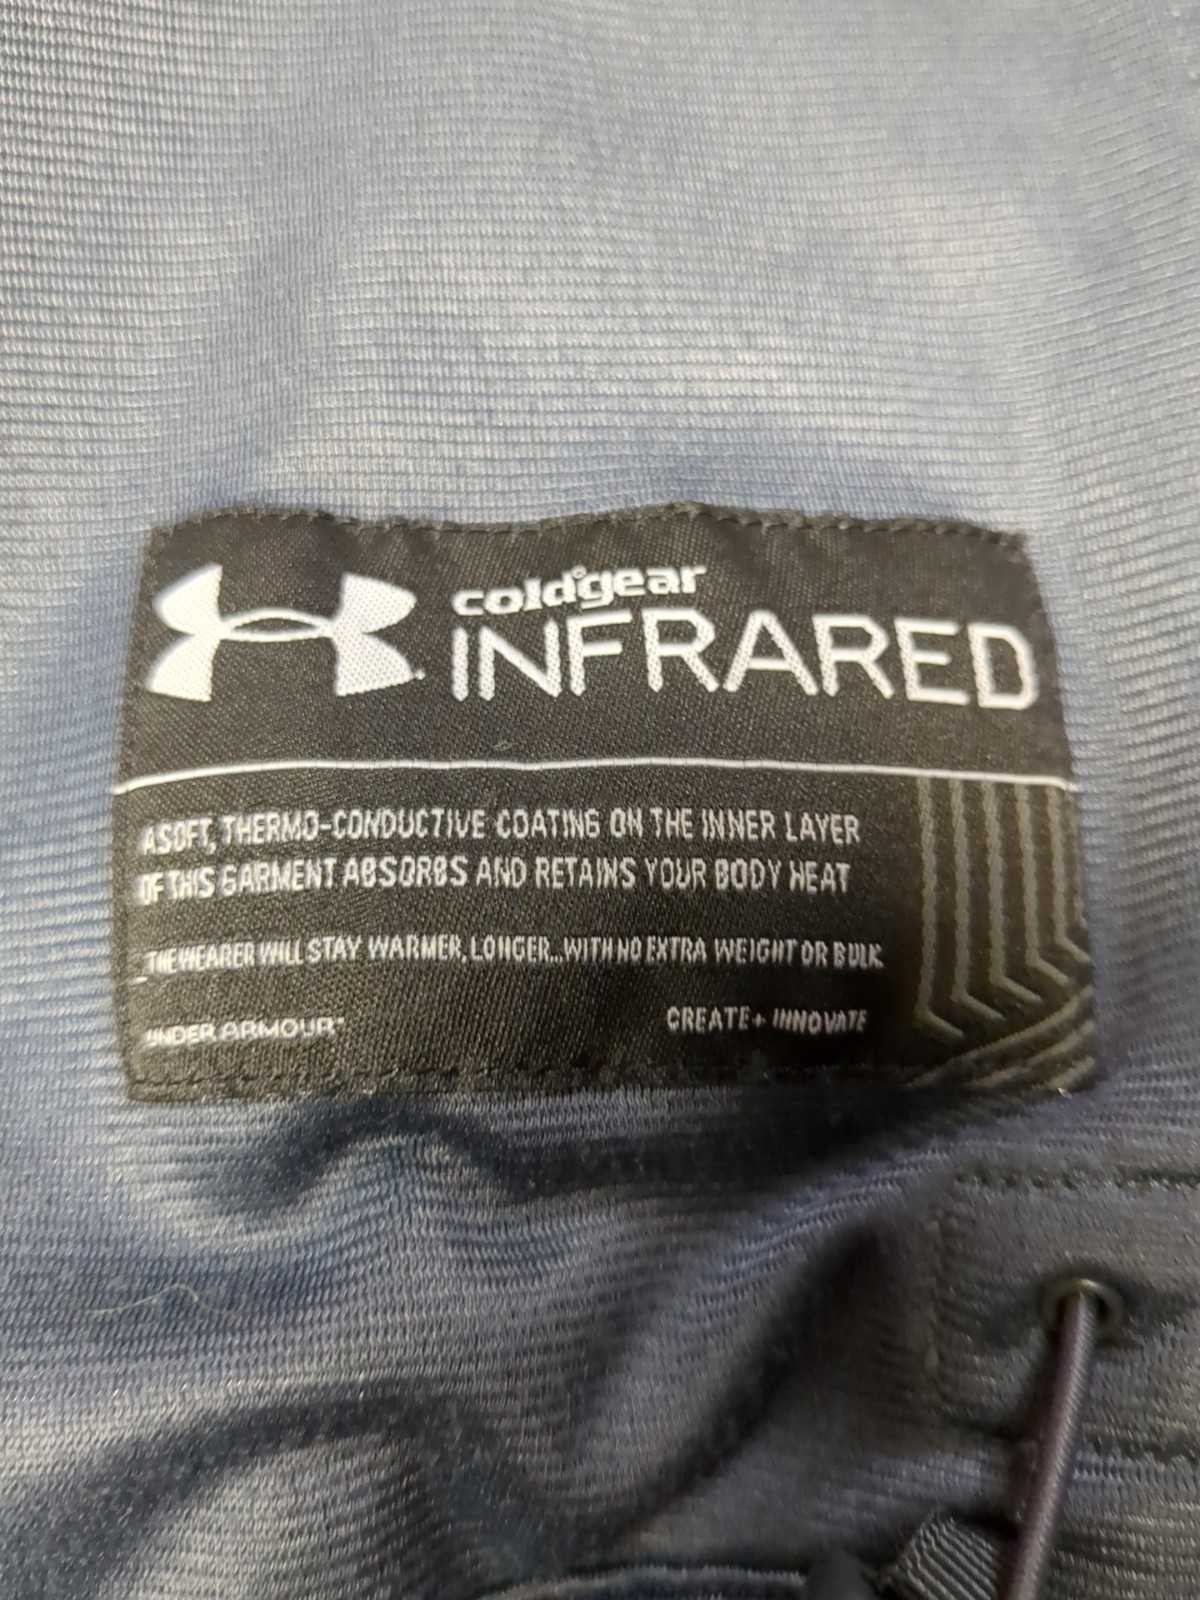 coldgear
INFRARED
A SOFT, THERMO-CONDUCTIVE COATING ON THE INNER LAYER
OF THIS GARMENT ABSORBS AND RETAINS YOUR BODY HEAT
_THE WEARER WILL STAY WARMER, LONGER...WITH NO EXTRA WEIGHT OR BULK
UNDER ARMOUR™ CREATE + INNOVATE